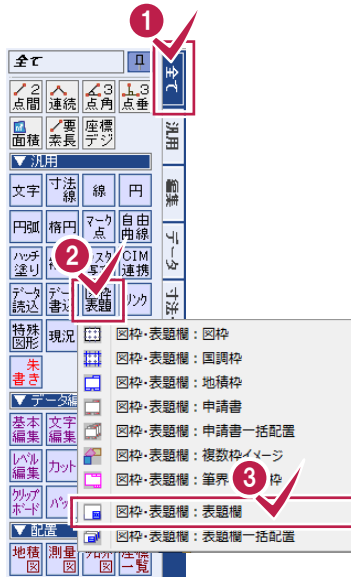 1
全て
全て
2点間 連続 3点角 3点垂
面積 要素長 座標デジ
汎用
▼ 汎用
文字 寸法線 線 円
編集
円弧 楕円 マーク点 自由曲線
データ
2
ハッチ塗り CIM連携
データ読込 表題 リンク
寸法
特殊図形 現況
図枠・表題欄：図枠
図枠・表題欄：国調枠
朱書き
図枠・表題欄：地積枠
▼ データ編
図枠・表題欄：申請書
基本編集 文字編集
図枠・表題欄：申請書一括配置
図枠・表題欄：複数枠イメージ
レベル編集 カット
図枠・表題欄：筆界 枠
3
クリップボード
図枠・表題欄：表題欄
▼ 配置
図枠・表題欄：表題欄一括配置
地積図 測量図 座標一覧